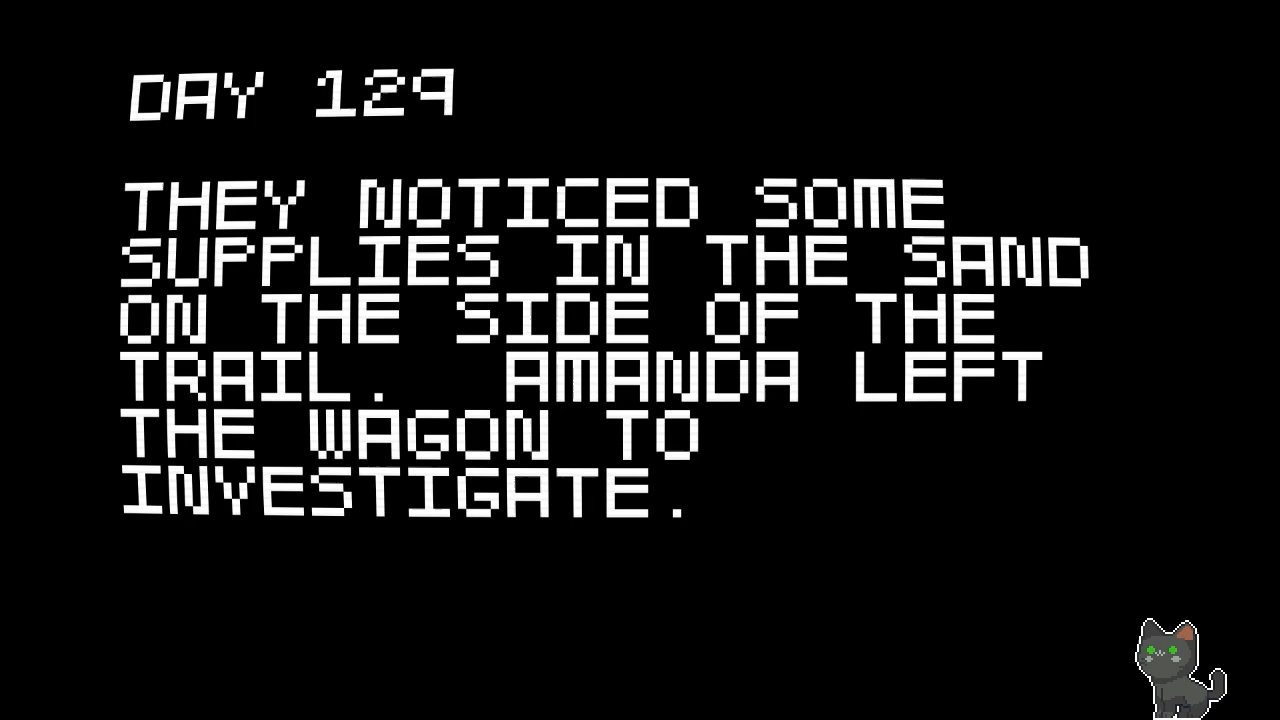 DAY 129
THEY NOTICED SOME
SUPPLIES IN THE SAND
ON THE SIDE OF THE
TRAIL.  AMANDA LEFT
THE WAGON TO
INVESTIGATE.